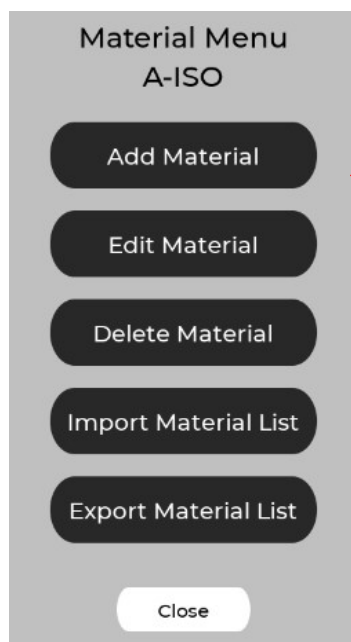 Material Menu
A-ISO
Add Material
Edit Material
Delete Material
Import Material List
Export Material List
Close